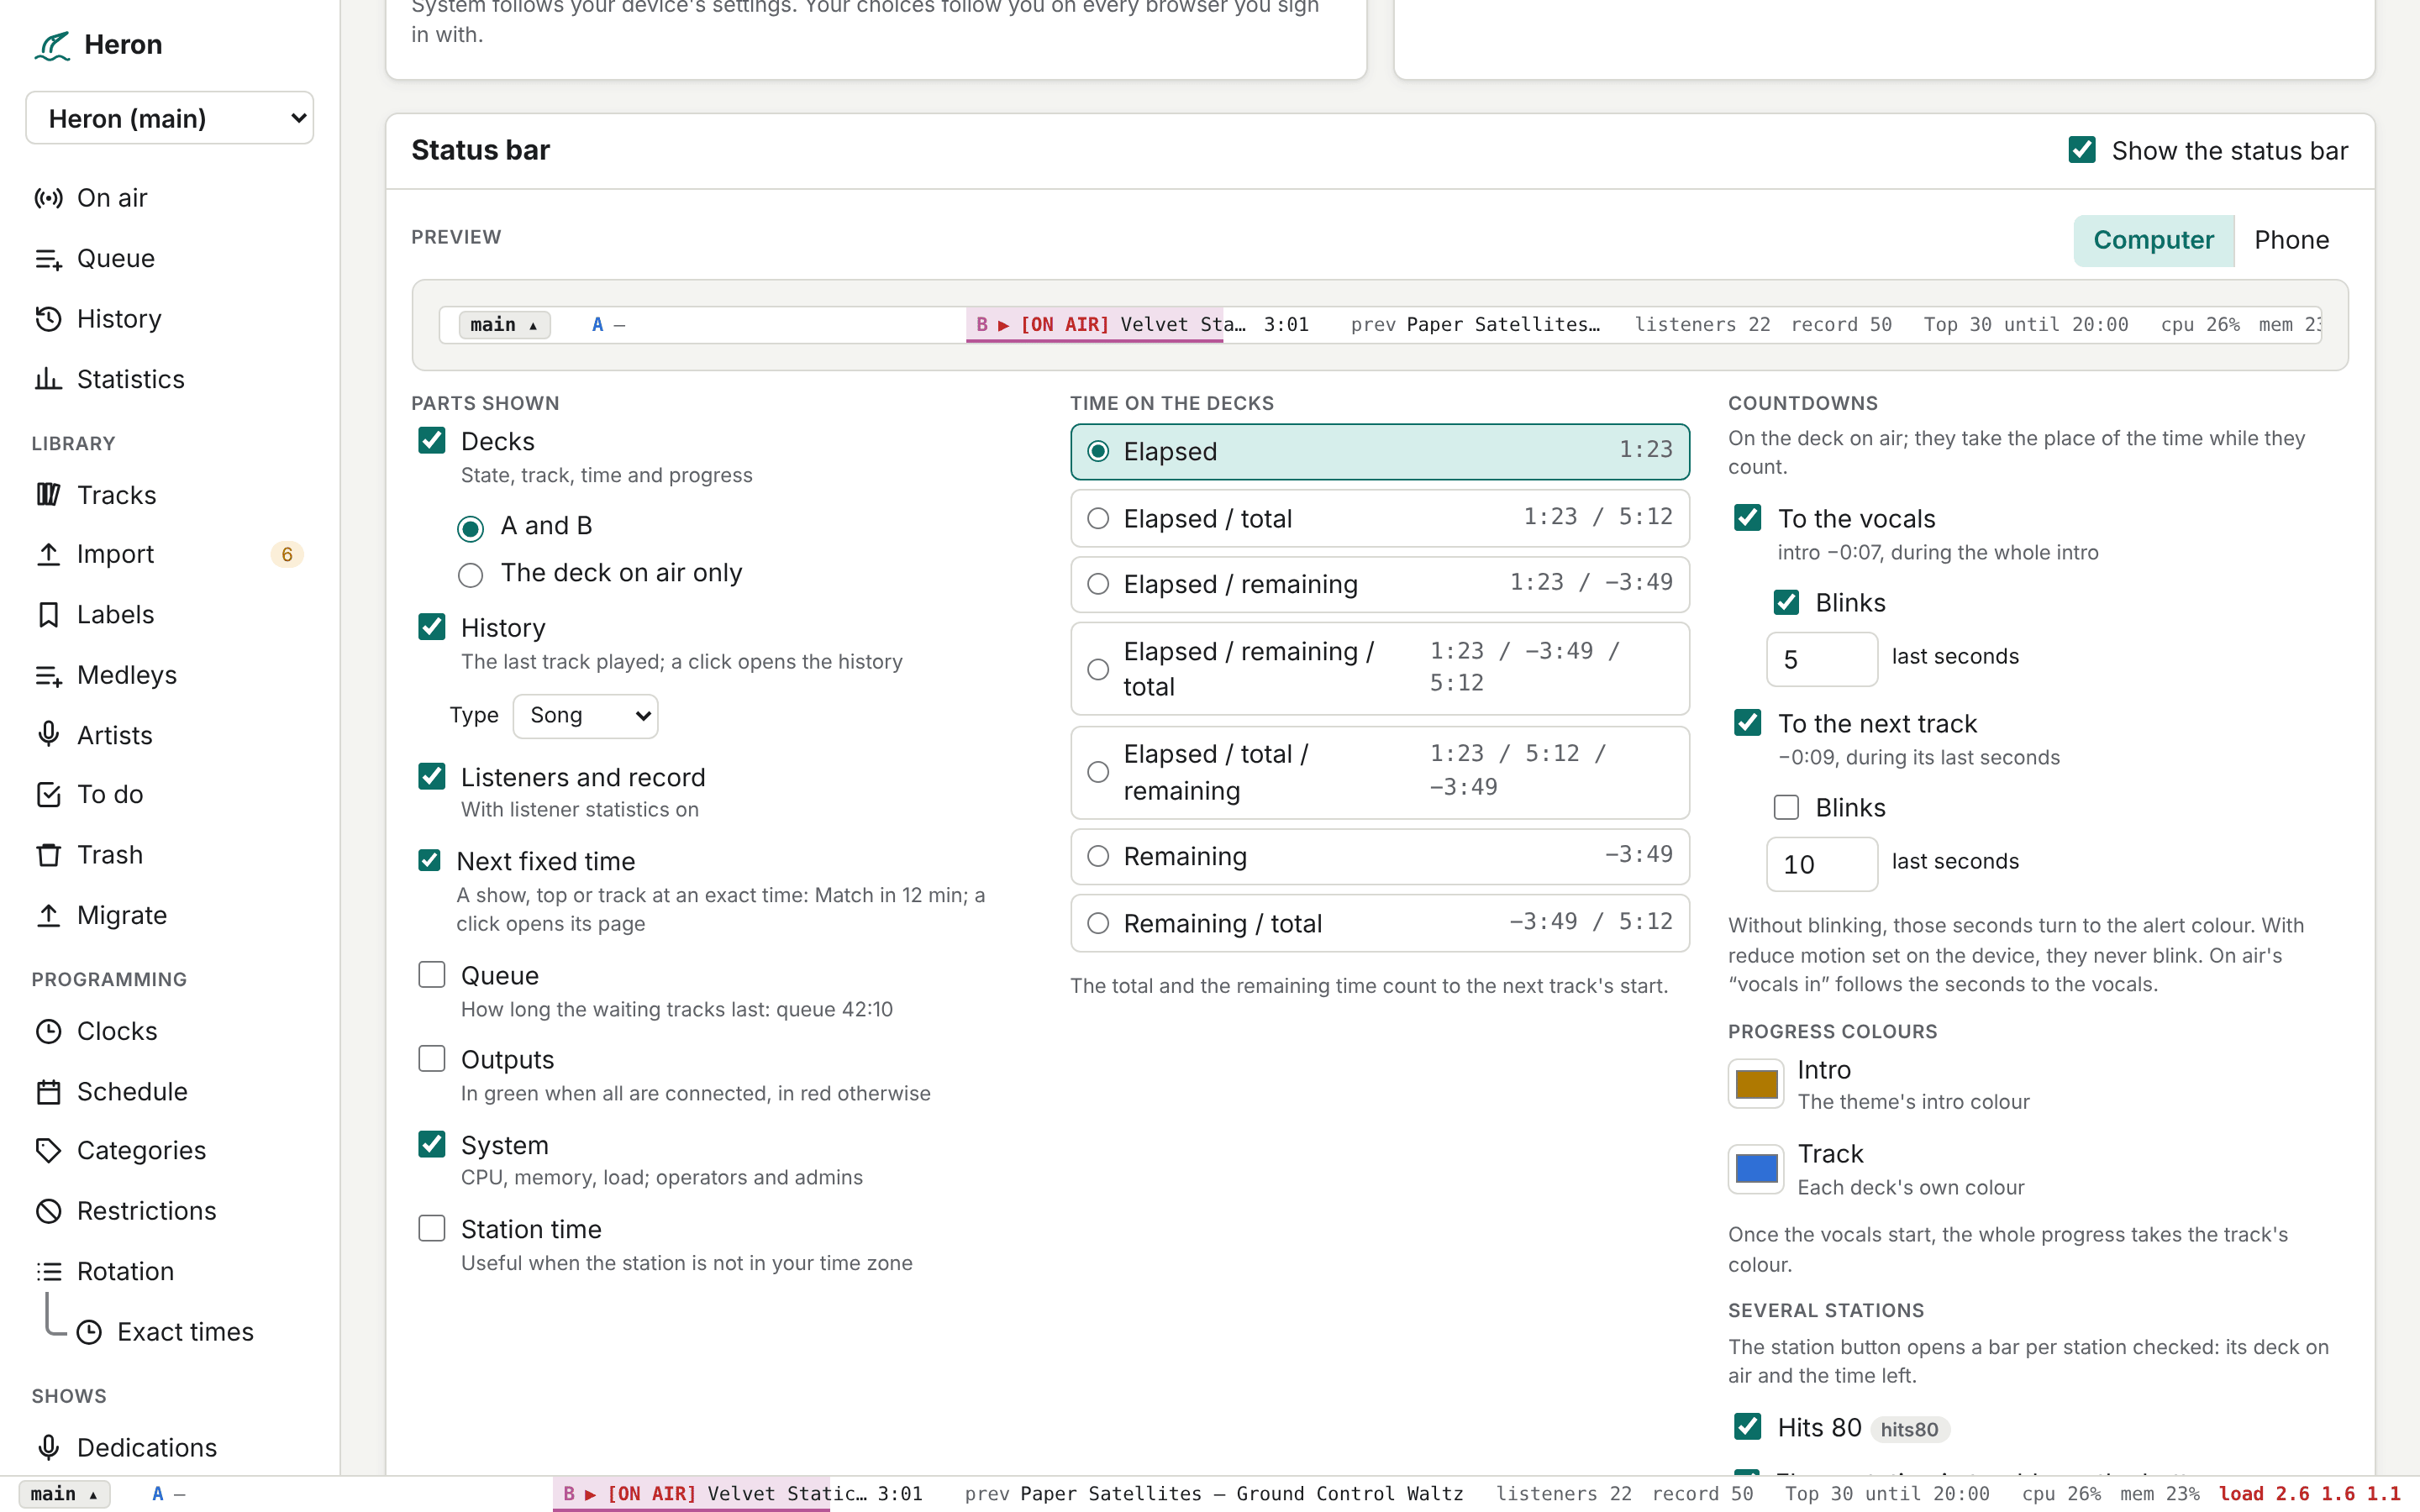 System follows your device's settings. Your choices follow you on every browser you sign
in with.
Heron
Heron (main)
On air
Queue
History
Statistics
LIBRARY
Tracks
Import 6
Labels
Medleys
Artists
To do
Trash
Migrate
PROGRAMMING
Clocks
Schedule
Categories
Restrictions
Rotation
Exact times
SHOWS
Dedications
Status bar
Show the status bar
PREVIEW
Computer Phone
main ▴ A – B ▶ [ON AIR] Velvet Sta… 3:01 prev Paper Satellites… listeners 22 record 50 Top 30 until 20:00 cpu 26% mem 23
PARTS SHOWN
Decks
State, track, time and progress
A and B
The deck on air only
History
The last track played; a click opens the history
Type Song
Listeners and record
With listener statistics on
Next fixed time
A show, top or track at an exact time: Match in 12 min; a
click opens its page
Queue
How long the waiting tracks last: queue 42:10
Outputs
In green when all are connected, in red otherwise
System
CPU, memory, load; operators and admins
Station time
Useful when the station is not in your time zone
TIME ON THE DECKS
Elapsed 1:23
Elapsed / total 1:23 / 5:12
Elapsed / remaining 1:23 / −3:49
Elapsed / remaining / 1:23 / −3:49 /
total 5:12
Elapsed / total / 1:23 / 5:12 /
remaining −3:49
Remaining −3:49
Remaining / total −3:49 / 5:12
The total and the remaining time count to the next track's start.
COUNTDOWNS
On the deck on air; they take the place of the time while they
count.
To the vocals
intro −0:07, during the whole intro
Blinks
5 last seconds
To the next track
−0:09, during its last seconds
Blinks
10 last seconds
Without blinking, those seconds turn to the alert colour. With
reduce motion set on the device, they never blink. On air's
“vocals in” follows the seconds to the vocals.
PROGRESS COLOURS
Intro
The theme's intro colour
Track
Each deck's own colour
Once the vocals start, the whole progress takes the track's
colour.
SEVERAL STATIONS
The station button opens a bar per station checked: its deck on
air and the time left.
Hits 80 hits80
main ▴ A – B ▶ [ON AIR] Velvet Static… 3:01 prev Paper Satellites – Ground Control Waltz listeners 22 record 50 Top 30 until 20:00 cpu 26% mem 23% load 2.6 1.6 1.1